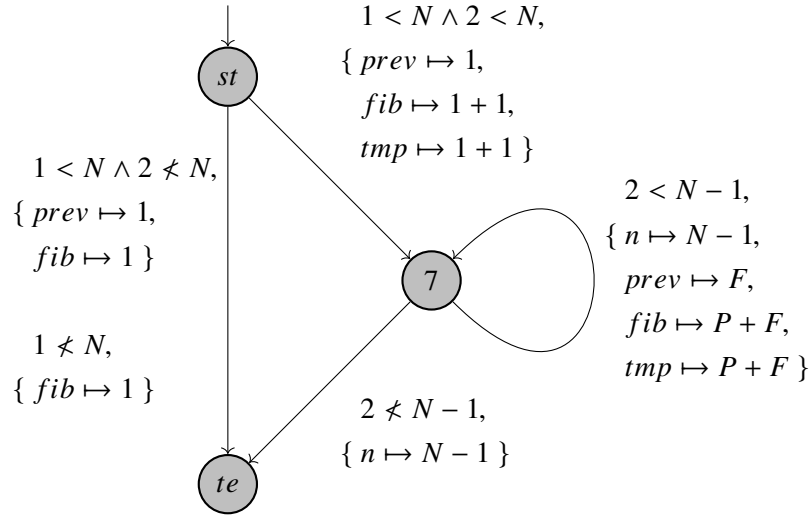 st
1 < N ∧ 2 < N,
{ prev ↦ 1,
fib ↦ 1 + 1,
tmp ↦ 1 + 1 }
1 < N ∧ 2 ≮ N,
{ prev ↦ 1,
fib ↦ 1 }
2 < N − 1,
{ n ↦ N − 1,
prev ↦ F,
fib ↦ P + F,
tmp ↦ P + F }
7
1 ≮ N,
{ fib ↦ 1 }
2 ≮ N − 1,
{ n ↦ N − 1 }
te